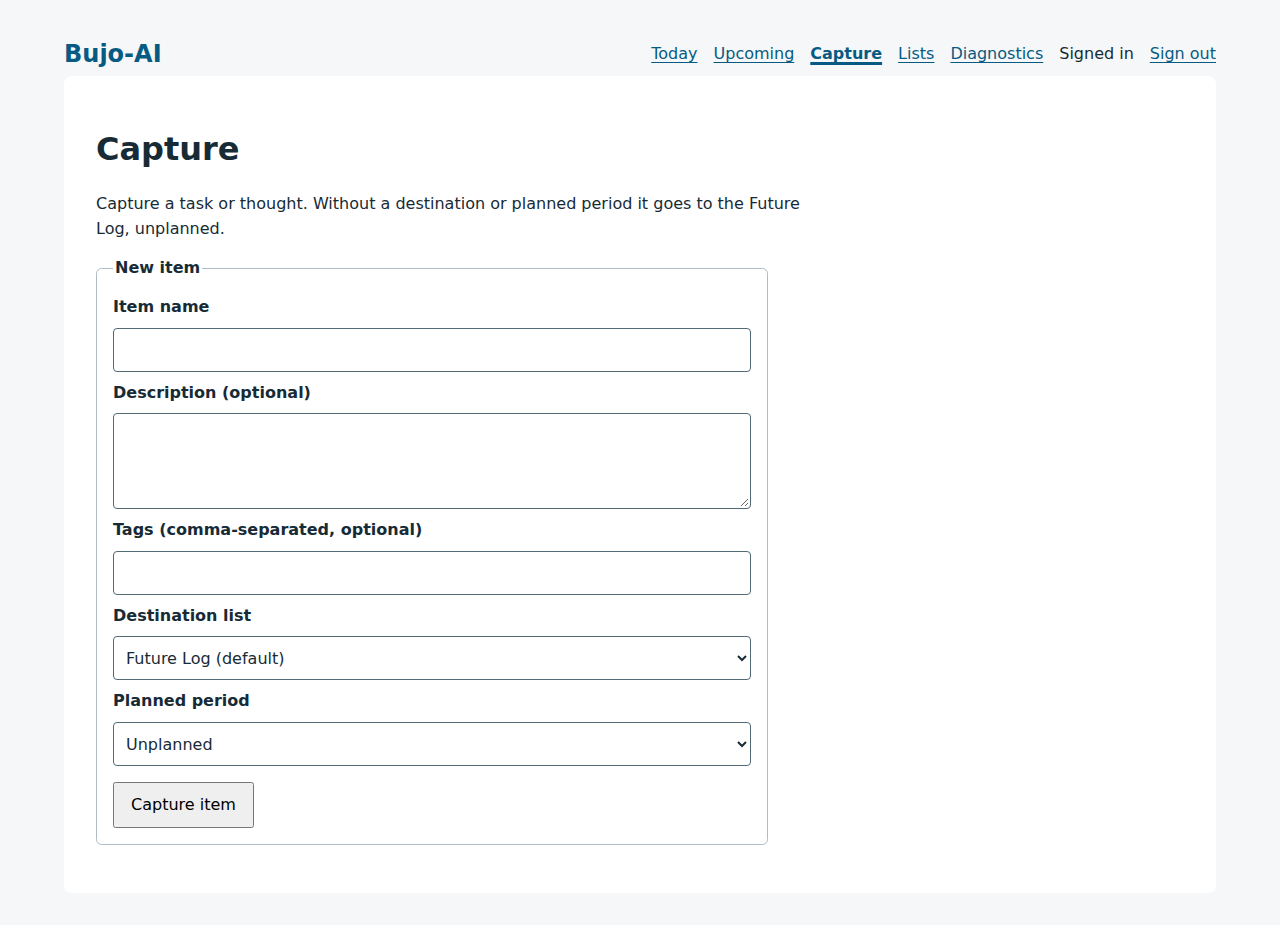 Bujo-AI
Today Upcoming Capture Lists Diagnostics Signed in Sign out
Capture
Capture a task or thought. Without a destination or planned period it goes to the Future
Log, unplanned.
New item
Item name
Description (optional)
Tags (comma-separated, optional)
Destination list
Future Log (default)
Planned period
Unplanned
Capture item